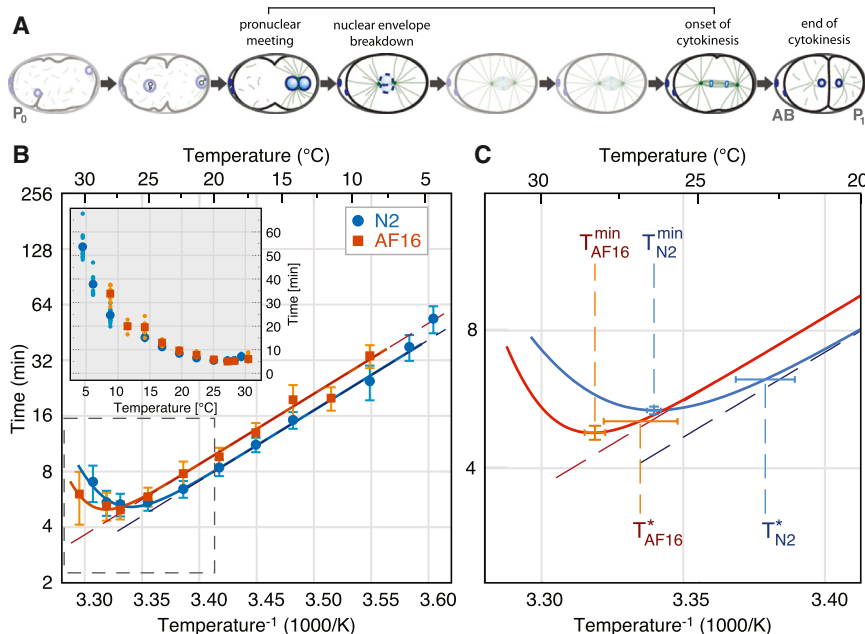 A
pronuclear
meeting
nuclear envelope
breakdown
onset of
cytokinesis
end of
cytokinesis
P0
AB
P1
B
Temperature (°C)
30 25 20 15 10 5
256
128
64
32
16
8
4
2
Time (min)
N2
AF16
60
50
40
30
20
10
0
Time [min]
5 10 15 20 25 30
Temperature [°C]
3.30 3.35 3.40 3.45 3.50 3.55 3.60
Temperature-1 (1000/K)
C
Temperature (°C)
30 25 20
TminAF16
TminN2
8
4
T*AF16
T*N2
3.30 3.35 3.40
Temperature-1 (1000/K)